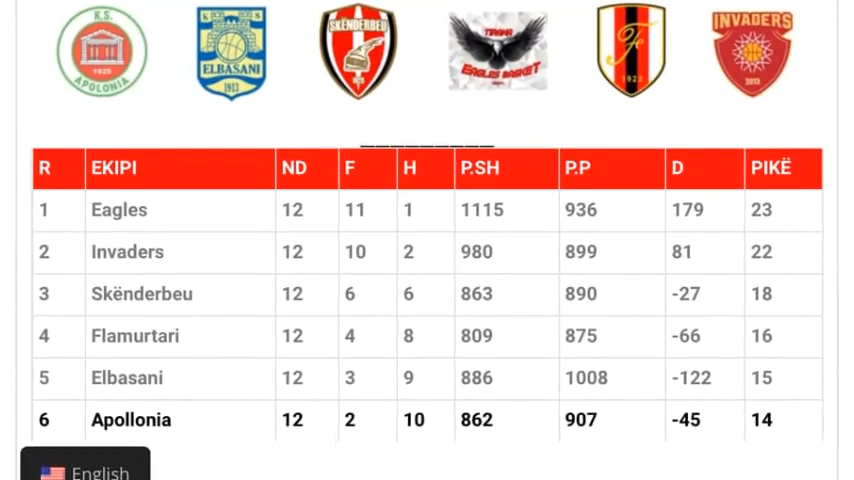 K.S.
1925
APOLONIA
K S
ELBASANI
1913
SKËNDERBEU
TIRANA
EAGLES BASKET
F
1923
INVADERS
R EKIPI ND F H P.SH P.P D PIKË
1 Eagles 12 11 1 1115 936 179 23
2 Invaders 12 10 2 980 899 81 22
3 Skënderbeu 12 6 6 863 890 -27 18
4 Flamurtari 12 4 8 809 875 -66 16
5 Elbasani 12 3 9 886 1008 -122 15
6 Apollonia 12 2 10 862 907 -45 14
English